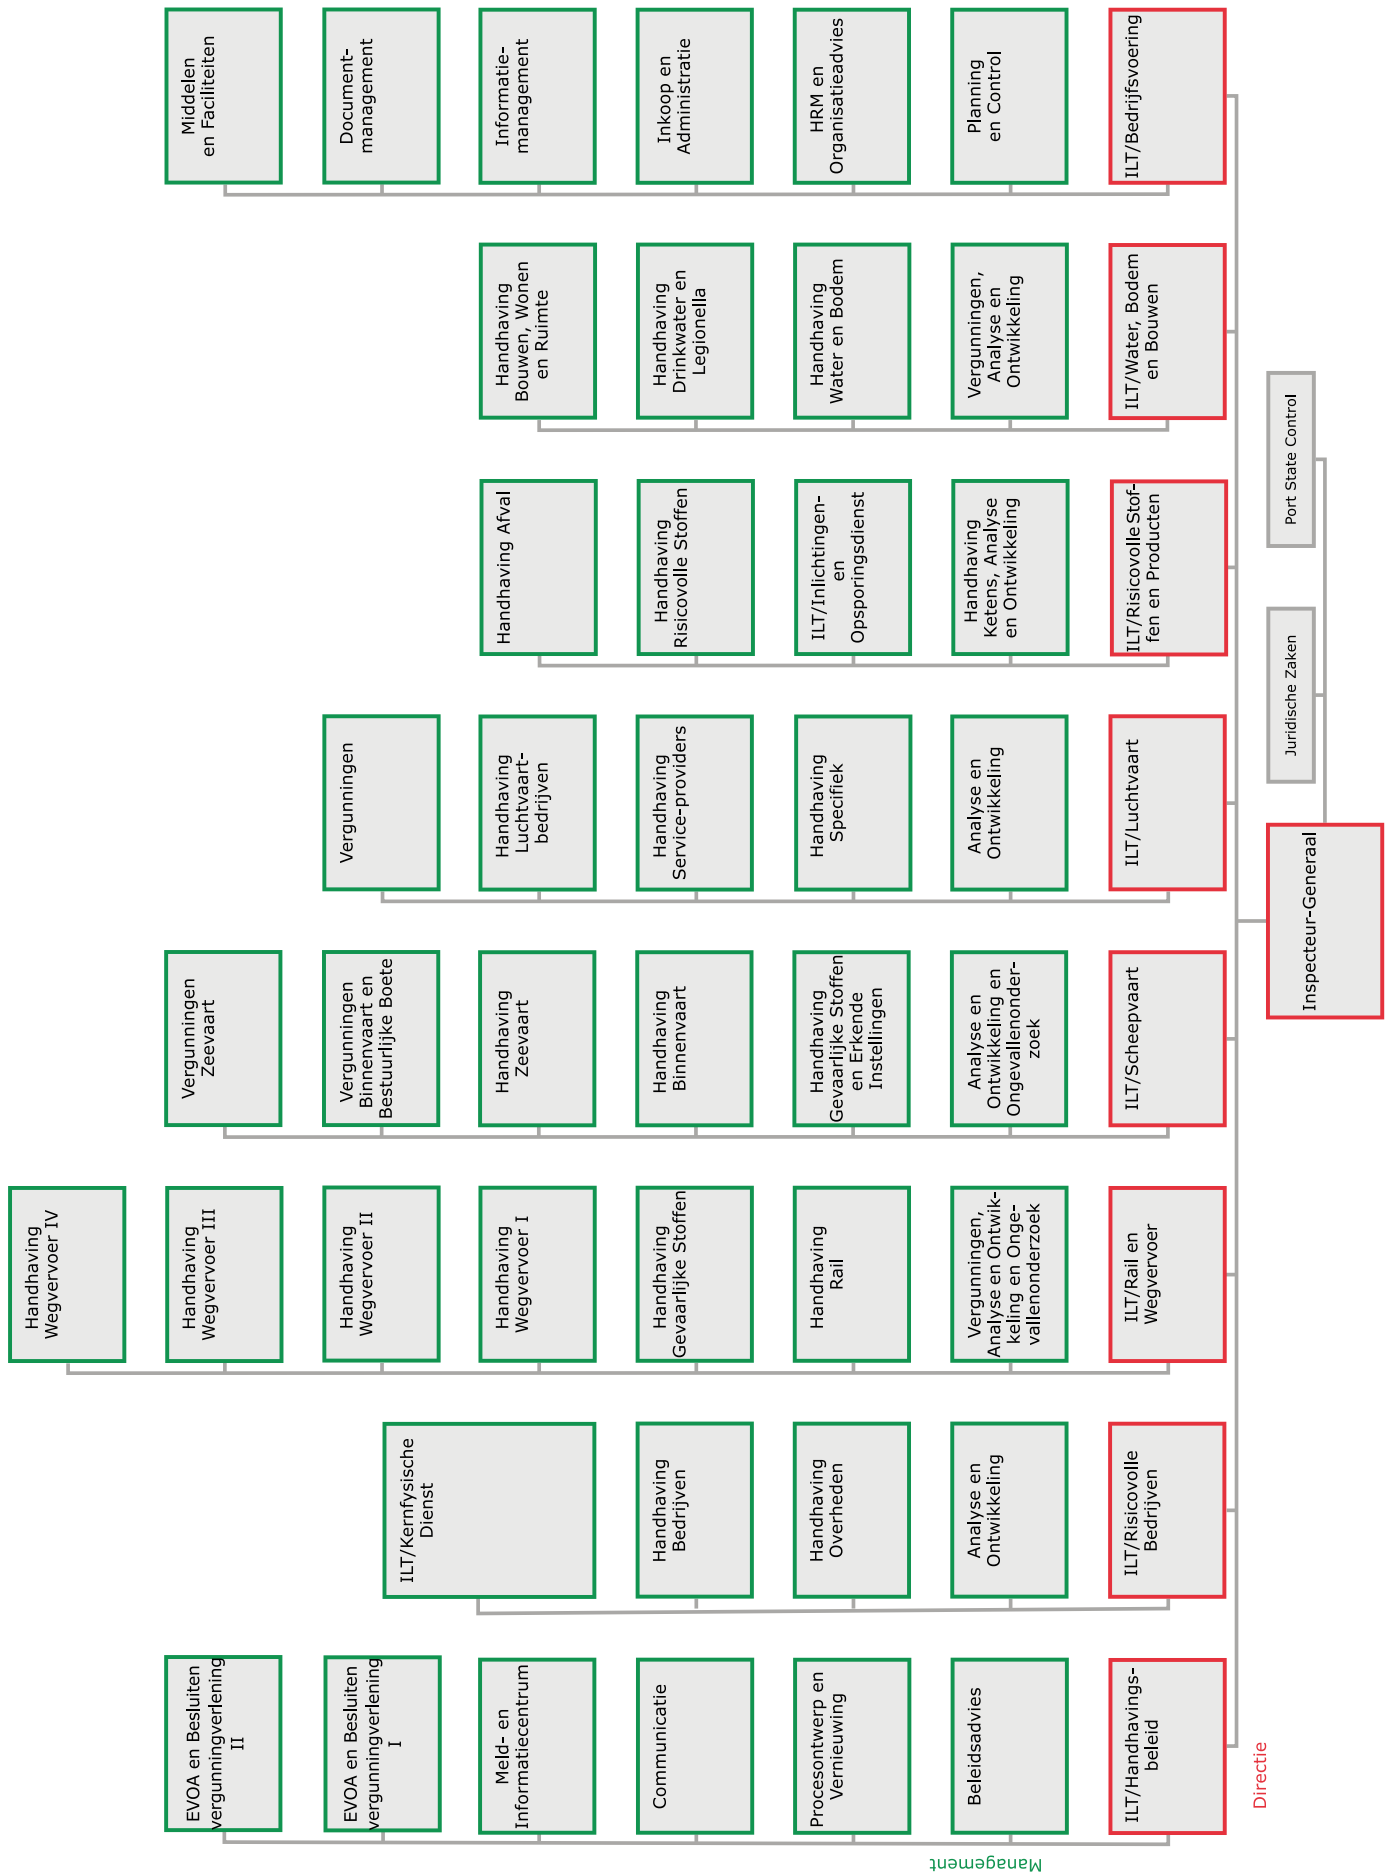 Management
EVOA en Besluiten
vergunningverlening
II
EVOA en Besluiten
vergunningverlening
I
Meld- en
Informatiecentrum
Communicatie
Procesontwerp en
Vernieuwing
Beleidsadvies
ILT/Handhavings-
beleid
Directie
ILT/Kernfysische
Dienst
Handhaving
Bedrijven
Handhaving
Overheden
Analyse en
Ontwikkeling
ILT/Risicovolle
Bedrijven
Handhaving
Wegvervoer IV
Handhaving
Wegvervoer III
Handhaving
Wegvervoer II
Handhaving
Wegvervoer I
Handhaving
Gevaarlijke Stoffen
Handhaving
Rail
Vergunningen,
Analyse en Ontwik-
keling en Onge-
vallenonderzoek
ILT/Rail en
Wegvervoer
Vergunningen
Zeevaart
Vergunningen
Binnenvaart en
Bestuurlijke Boete
Handhaving
Zeevaart
Handhaving
Binnenvaart
Handhaving
Gevaarlijke Stoffen
en Erkende
Instellingen
Analyse en
Ontwikkeling en
Ongevallenonder-
zoek
ILT/Scheepvaart
Inspecteur-Generaal
Vergunningen
Handhaving
Luchtvaart-
bedrijven
Handhaving
Service-providers
Handhaving
Specifiek
Analyse en
Ontwikkeling
ILT/Luchtvaart
Juridische Zaken
Handhaving Afval
Handhaving
Risicovolle Stoffen
ILT/Inlichtingen-
en
Opsporingsdienst
Handhaving
Ketens, Analyse
en Ontwikkeling
ILT/Risicovolle Stof-
fen en Producten
Port State Control
Handhaving
Bouwen, Wonen
en Ruimte
Handhaving
Drinkwater en
Legionella
Handhaving
Water en Bodem
Vergunningen,
Analyse en
Ontwikkeling
ILT/Water, Bodem
en Bouwen
Middelen
en Faciliteiten
Document-
management
Informatie-
management
Inkoop en
Administratie
HRM en
Organisatieadvies
Planning
en Control
ILT/Bedrijfsvoering